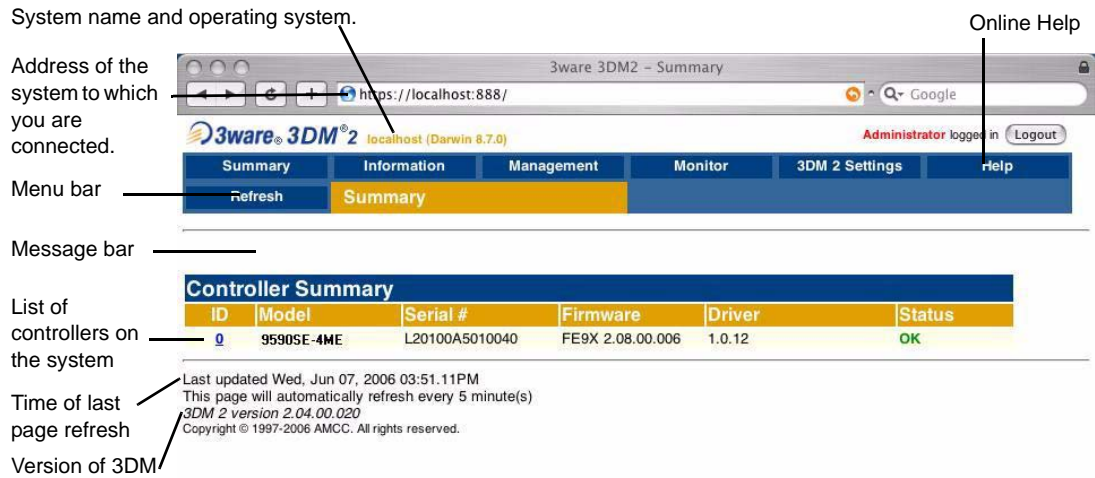 System name and operating system.
Online Help
Address of the
system to which
you are
connected.
3ware 3DM2 – Summary
https://localhost:888/
Google
3ware® 3DM®2 localhost (Darwin 8.7.0)
Administrator logged in Logout
Summary Information Management Monitor 3DM 2 Settings Help
Menu bar
Refresh Summary
Message bar
Controller Summary
List of
controllers on
the system
ID Model Serial # Firmware Driver Status
0 9590SE-4ME L20100A5010040 FE9X 2.08.00.006 1.0.12 OK
Time of last
page refresh
Last updated Wed, Jun 07, 2006 03:51.11PM
This page will automatically refresh every 5 minute(s)
3DM 2 version 2.04.00.020
Copyright © 1997-2006 AMCC. All rights reserved.
Version of 3DM